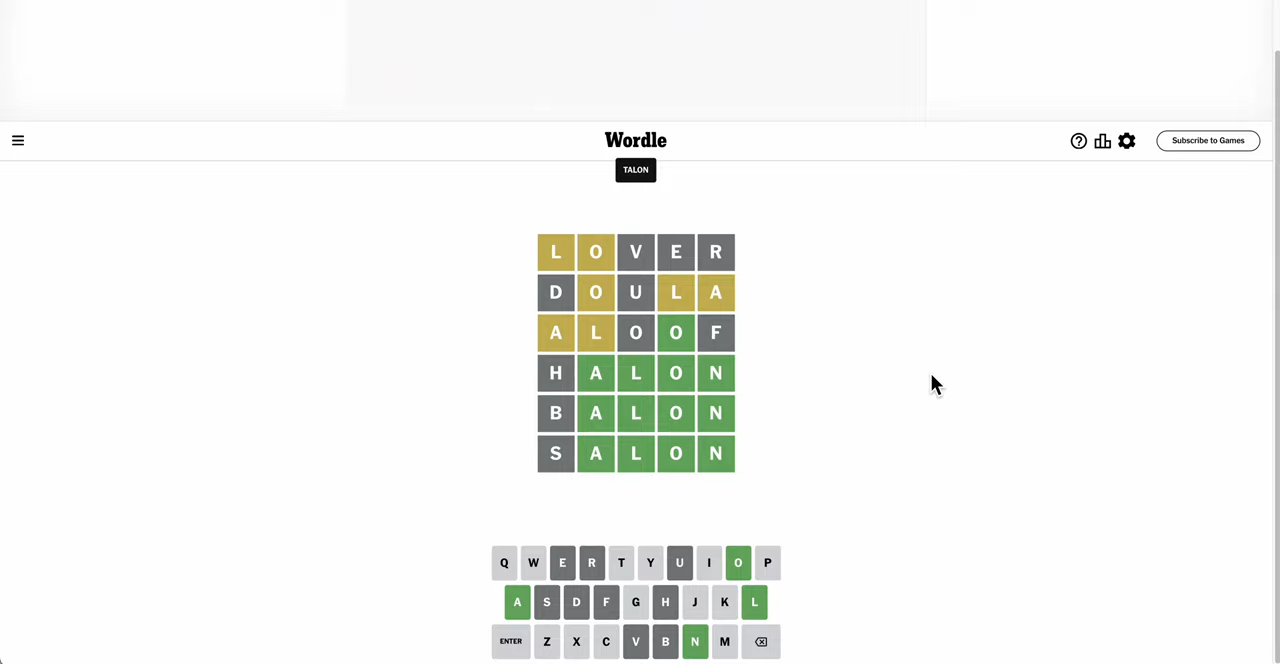 Wordle
Subscribe to Games
TALON
L O V E R
D O U L A
A L O O F
H A L O N
B A L O N
S A L O N
Q W E R T Y U I O P
A S D F G H J K L
ENTER Z X C V B N M